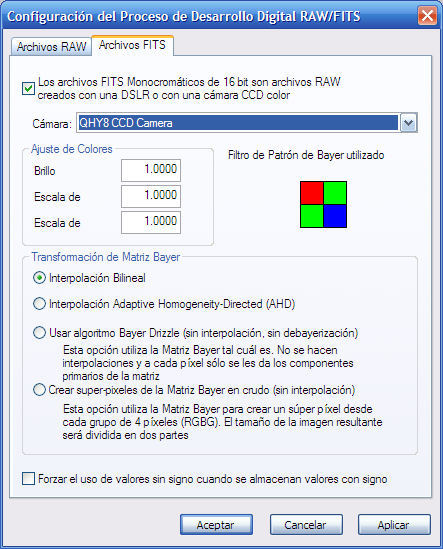 Configuración del Proceso de Desarrollo Digital RAW/FITS
Archivos RAW
Archivos FITS
Los archivos FITS Monocromáticos de 16 bit son archivos RAW
creados con una DSLR o con una cámara CCD color
Cámara:
QHY8 CCD Camera
Ajuste de Colores
Brillo
1.0000
Escala de
1.0000
Escala de
1.0000
Filtro de Patrón de Bayer utilizado
Transformación de Matriz Bayer
Interpolación Bilineal
Interpolación Adaptive Homogeneity-Directed (AHD)
Usar algoritmo Bayer Drizzle (sin interpolación, sin debayerización)
Esta opción utiliza la Matriz Bayer tal cuál es. No se hacen
interpolaciones y a cada píxel sólo se les da los componentes
primarios de la matriz
Crear super-pixeles de la Matriz Bayer en crudo (sin interpolación)
Esta opción utiliza la Matriz Bayer para crear un súper píxel desde
cada grupo de 4 píxeles (RGBG). El tamaño de la imagen resultante
será dividida en dos partes
Forzar el uso de valores sin signo cuando se almacenan valores con signo
Aceptar
Cancelar
Aplicar